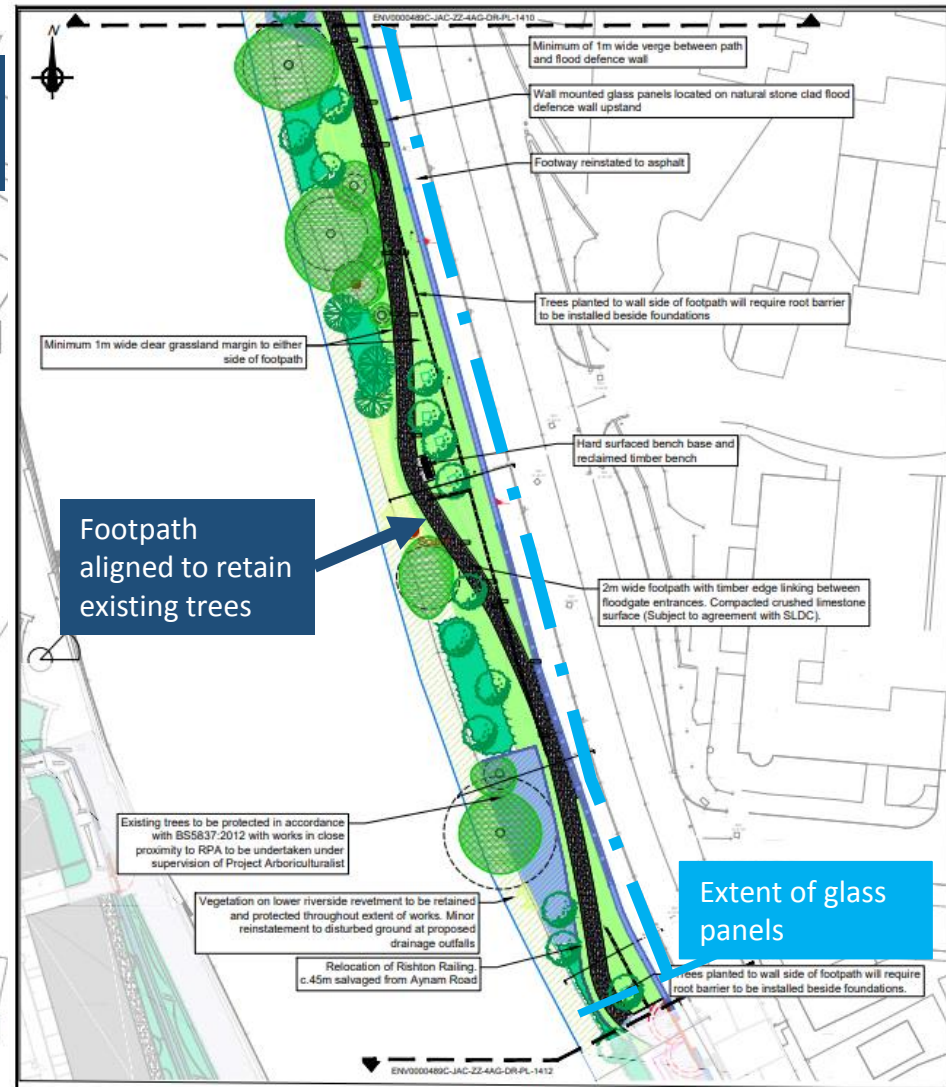 ENV0000489C-JAC-ZZ-4AG-DR-PL-1410
N
Minimum of 1m wide verge between path
and flood defence wall
Wall mounted glass panels located on natural stone clad flood
defence wall upstand
Footway reinstated to asphalt
Trees planted to wall side of footpath will require root barrier
to be installed beside foundations
Minimum 1m wide clear grassland margin to either
side of footpath
Hard surfaced bench base and
reclaimed timber bench
Footpath
aligned to retain
existing trees
2m wide footpath with timber edge linking between
floodgate entrances. Compacted crushed limestone
surface (Subject to agreement with SLDC).
Existing trees to be protected in accordance
with BS5837:2012 with works in close
proximity to RPA to be undertaken under
supervision of Project Arboriculturalist
Extent of glass
panels
Vegetation on lower riverside revetment to be retained
and protected throughout extent of works. Minor
reinstatement to disturbed ground at proposed
drainage outfalls
Relocation of Rishton Railing.
c.45m salvaged from Aynam Road
Trees planted to wall side of footpath will require
root barrier to be installed beside foundations.
ENV0000489C-JAC-ZZ-4AG-DR-PL-1412